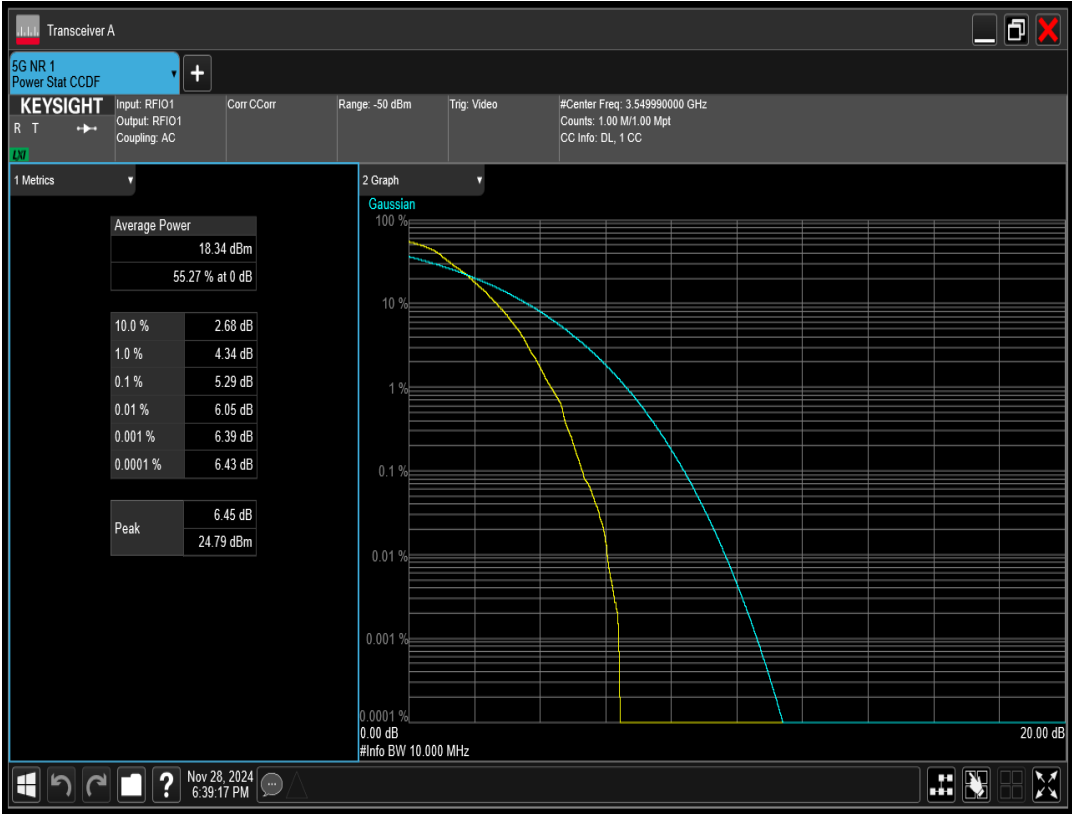 Transceiver A
5G NR 1
Power Stat CCDF
+
KEYSIGHT
R T
LXI
Input: RFIO1
Output: RFIO1
Coupling: AC
Corr CCorr
Range: -50 dBm
Trig: Video
#Center Freq: 3.549990000 GHz
Counts: 1.00 M/1.00 Mpt
CC Info: DL, 1 CC
1 Metrics
Average Power
18.34 dBm
55.27 % at 0 dB
10.0 % 2.68 dB
1.0 % 4.34 dB
0.1 % 5.29 dB
0.01 % 6.05 dB
0.001 % 6.39 dB
0.0001 % 6.43 dB
Peak
6.45 dB
24.79 dBm
2 Graph
Gaussian
100 %
10 %
1 %
0.1 %
0.01 %
0.001 %
0.0001 %
0.00 dB 20.00 dB
#Info BW 10.000 MHz
?
Nov 28, 2024
6:39:17 PM